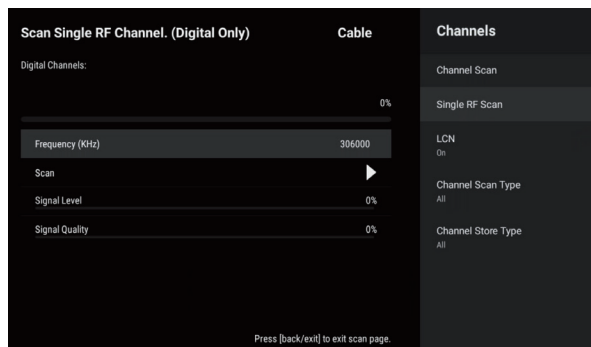 Scan Single RF Channel. (Digital Only) Cable
Digital Channels:
0%
Frequency (KHz) 306000
Scan
Signal Level 0%
Signal Quality 0%
Press [back/exit] to exit scan page.
Channels
Channel Scan
Single RF Scan
LCN
On
Channel Scan Type
All
Channel Store Type
All